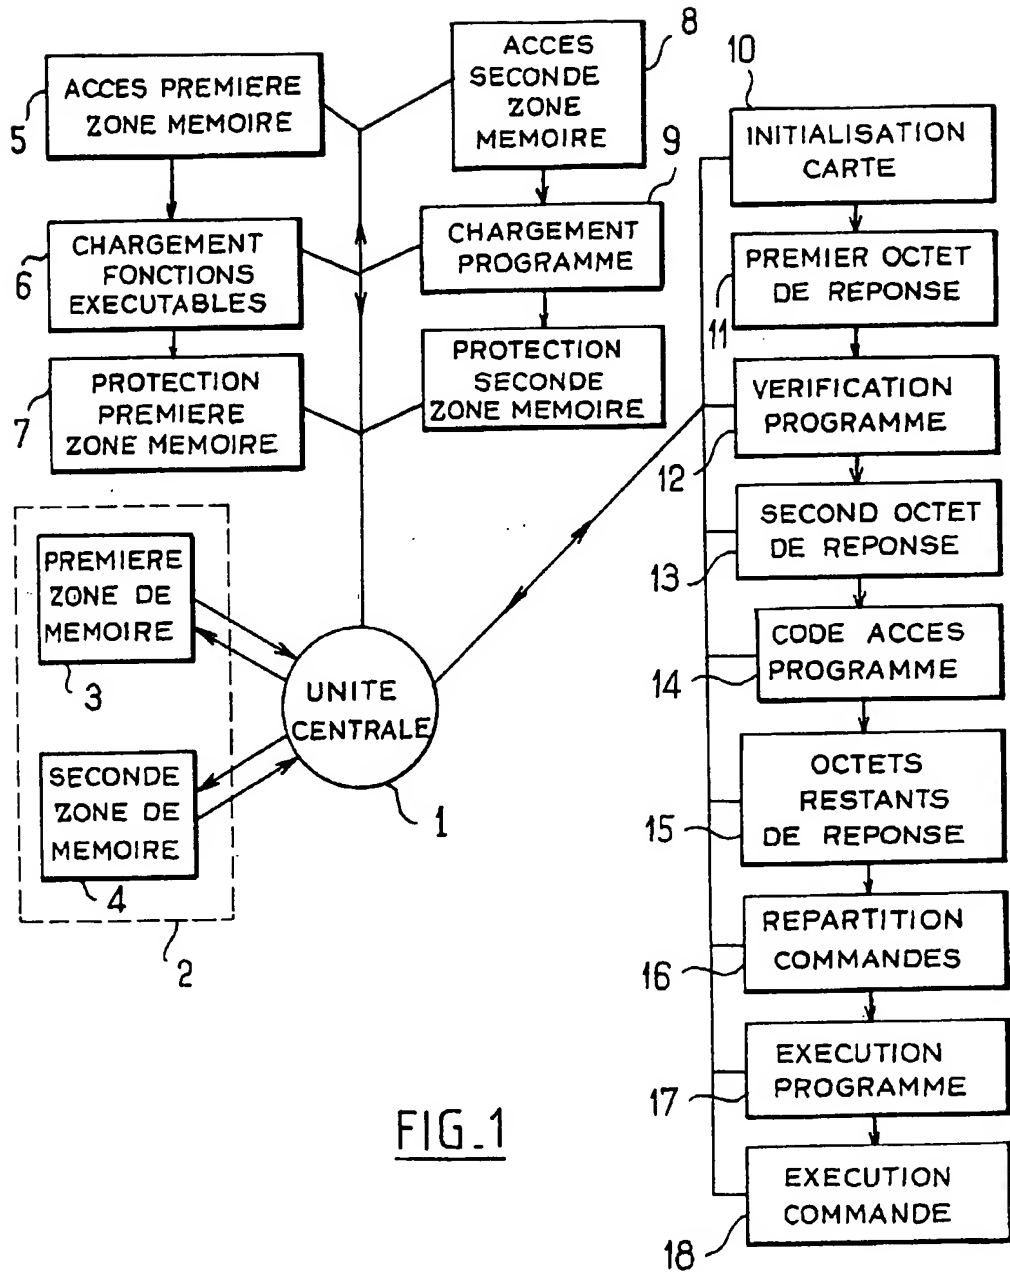 5
ACCES PREMIERE
ZONE MEMOIRE
6
CHARGEMENT
FONCTIONS
EXECUTABLES
7
PROTECTION
PREMIERE
ZONE MEMOIRE
8
ACCES
SECONDE
ZONE
MEMOIRE
9
CHARGEMENT
PROGRAMME
PROTECTION
SECONDE
ZONE MEMOIRE
PREMIERE
ZONE DE
MEMOIRE
3
SECONDE
ZONE DE
MEMOIRE
4
2
UNITE
CENTRALE
1
10
INITIALISATION
CARTE
PREMIER OCTET
DE REPONSE
11
VERIFICATION
PROGRAMME
12
SECOND OCTET
DE REPONSE
13
CODE ACCES
PROGRAMME
14
OCTETS
RESTANTS
DE REPONSE
15
REPARTITION
COMMANDES
16
EXECUTION
PROGRAMME
17
EXECUTION
COMMANDE
18
FIG_1